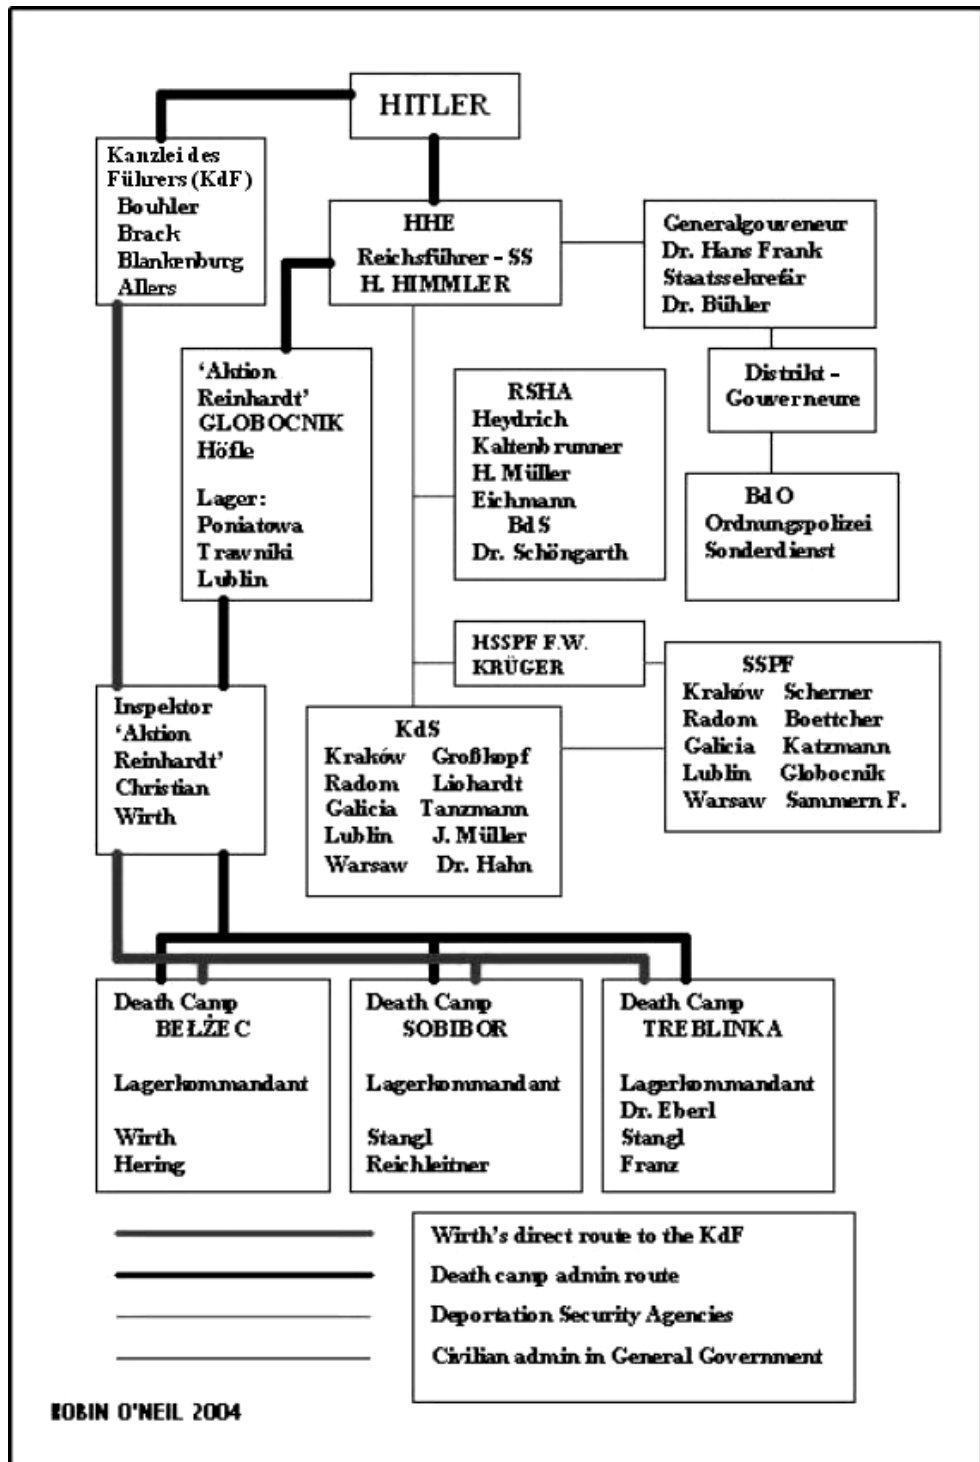 HITLER
Kanzlei des
Führers (KdF)
Bouhler
Brack
Blankenburg
Allers
HHE
Reichsführer - SS
H. HIMMLER
Generalgouveneur
Dr. Hans Frank
Staatssekretär
Dr. Bühler
'Aktion
Reinhardt'
GLOBOCNIK
Höfle
Lager:
Poniatowa
Trawniki
Lublin
RSHA
Heydrich
Kaltenbrunner
H. Müller
Eichmann
BdS
Dr. Schöngarth
Distrikt -
Gouverneure
BdO
Ordnungspolizei
Sonderdienst
HSSPF F.W.
KRÜGER
SSPF
Kraków Scherner
Radom Boettcher
Galicia Katzmann
Lublin Globocnik
Warsaw Sammern F.
Inspektor
'Aktion
Reinhardt'
Christian
Wirth
KdS
Kraków Großkopf
Radom Liohardt
Galicia Tanzmann
Lublin J. Müller
Warsaw Dr. Hahn
Death Camp
BEŁŻEC
Lagerkommandant
Wirth
Hering
Death Camp
SOBIBOR
Lagerkommandant
Stangl
Reichleitner
Death Camp
TREBLINKA
Lagerkommandant
Dr. Eberl
Stangl
Franz
Wirth's direct route to the KdF
Death camp admin route
Deportation Security Agencies
Civilian admin in General Government
ROBIN O'NEIL 2004